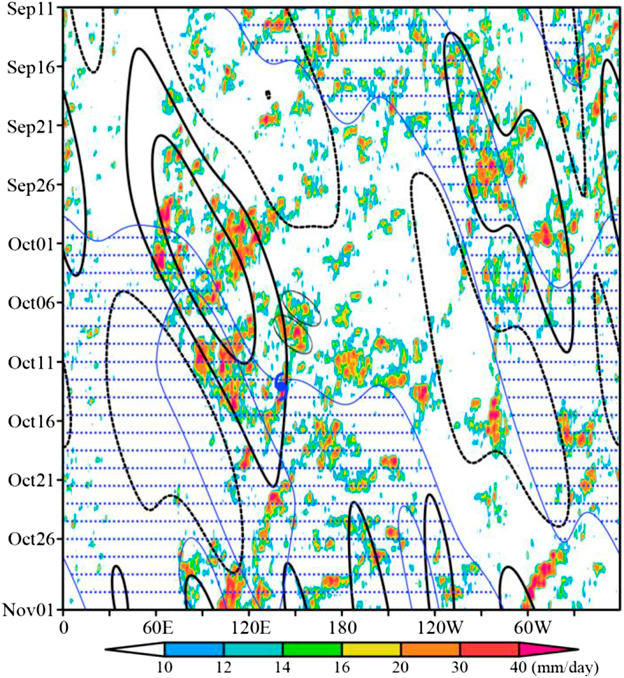 Sep11
Sep16
Sep21
Sep26
Oct01
Oct06
Oct11
Oct16
Oct21
Oct26
Nov01
0 60E 120E 180 120W 60W
10 12 14 16 20 30 40 (mm/day)